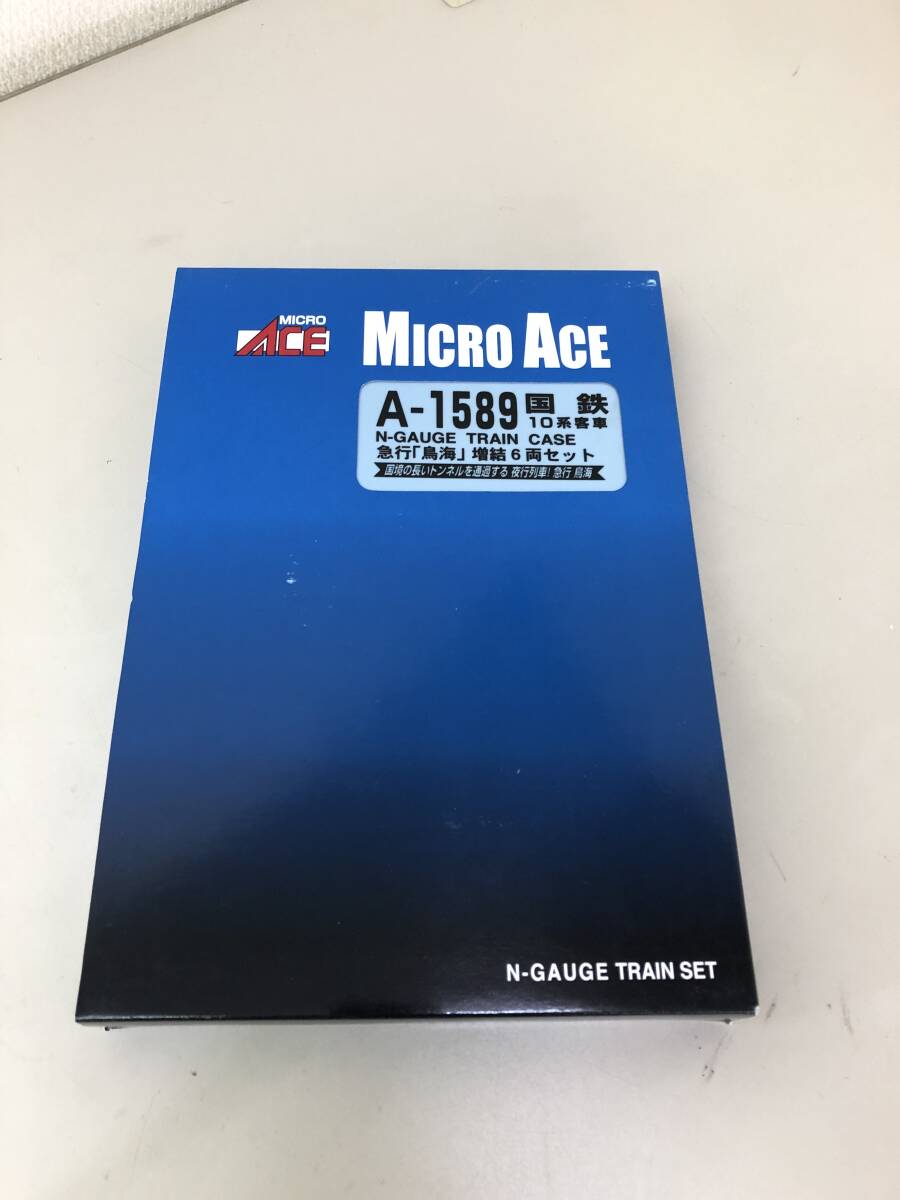 MICRO
ACE
MICRO ACE
A-1589 国鉄
10系客車
N-GAUGE TRAIN CASE
急行「鳥海」増結6両セット
国境の長いトンネルを通過する 夜行列車! 急行 鳥海
N-GAUGE TRAIN SET